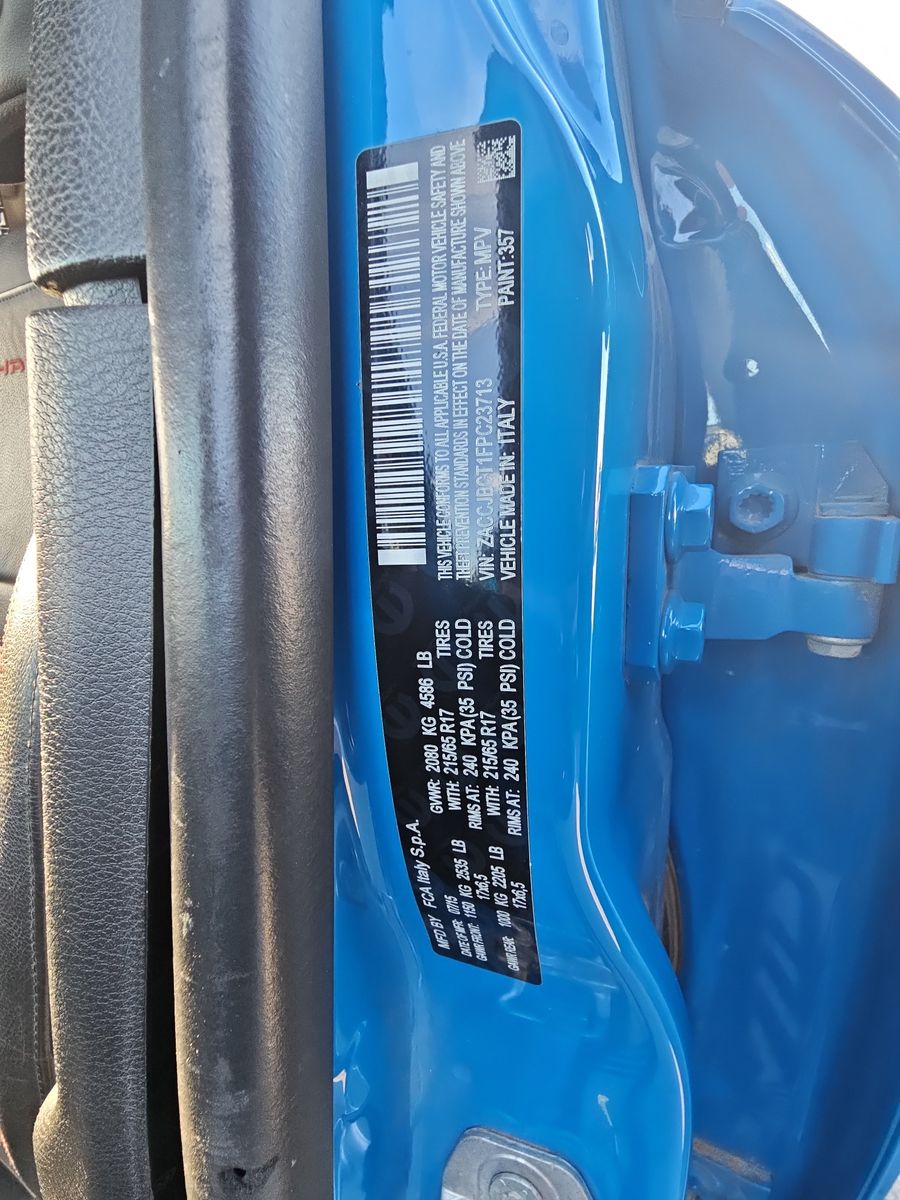 MFD BY FCA Italy S.p.A.
DATE OF MFR: 07/15
GAWR FRONT: 1150 KG 2535 LB
17x6,5
GAWR REAR: 1000 KG 2205 LB
17x6,5
GVWR: 2080 KG 4586 LB
WITH: 215/65 R17 TIRES
RIMS AT: 240 KPA(35 PSI) COLD
WITH: 215/65 R17 TIRES
RIMS AT: 240 KPA(35 PSI) COLD
THIS VEHICLE CONFORMS TO ALL APPLICABLE U.S.A. FEDERAL MOTOR VEHICLE SAFETY AND
THEFT PREVENTION STANDARDS IN EFFECT ON THE DATE OF MANUFACTURE SHOWN ABOVE
VIN: ZACCJBCT1FPC23713 TYPE: MPV
VEHICLE MADE IN: ITALY PAINT:357